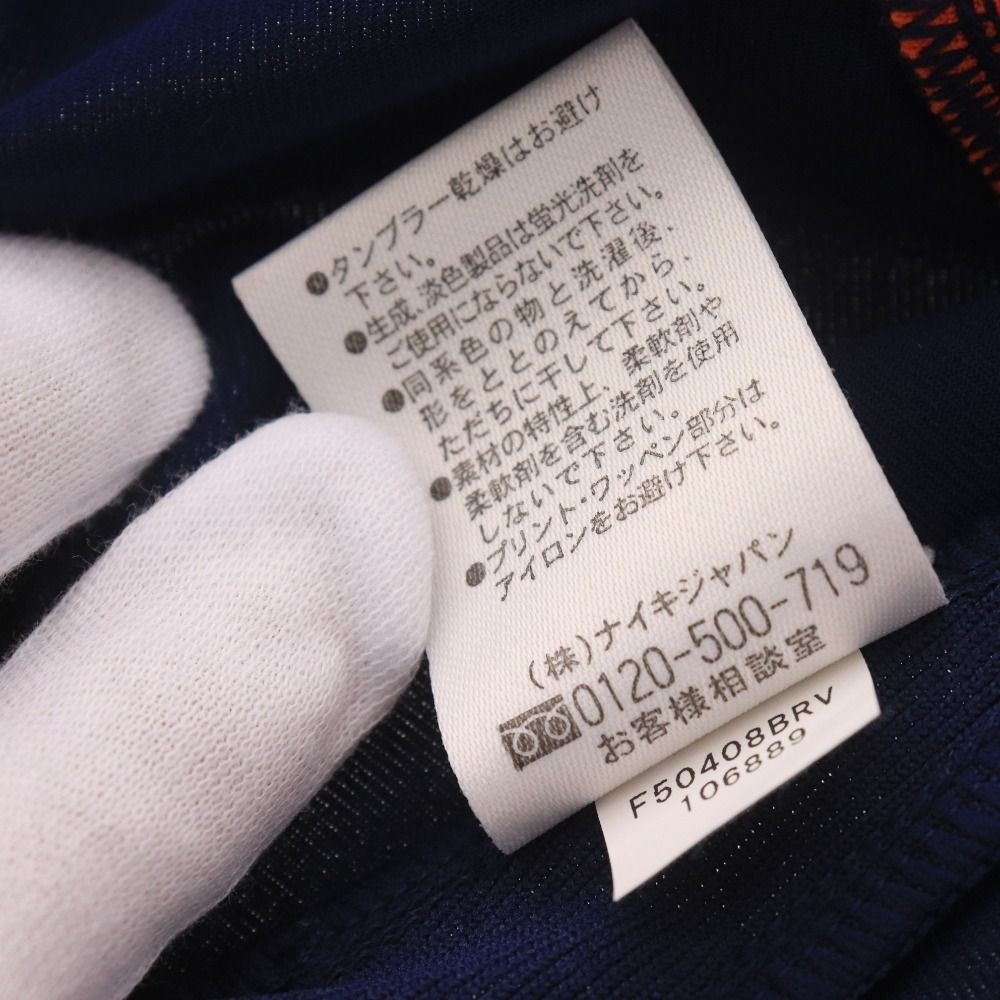 ●タンブラー乾燥はお避け
下さい。
●生成、淡色製品は蛍光洗剤を
ご使用にならないで下さい。
●同系色の物と洗濯後、
形をととのえてから、
ただちに干して下さい。
●素材の特性上、柔軟剤や
柔軟剤を含む洗剤を使用
しないで下さい。
●プリント・ワッペン部分は
アイロンをお避け下さい。
(株)ナイキジャパン
0120-500-719
お客様相談室
F50408BRV
106889